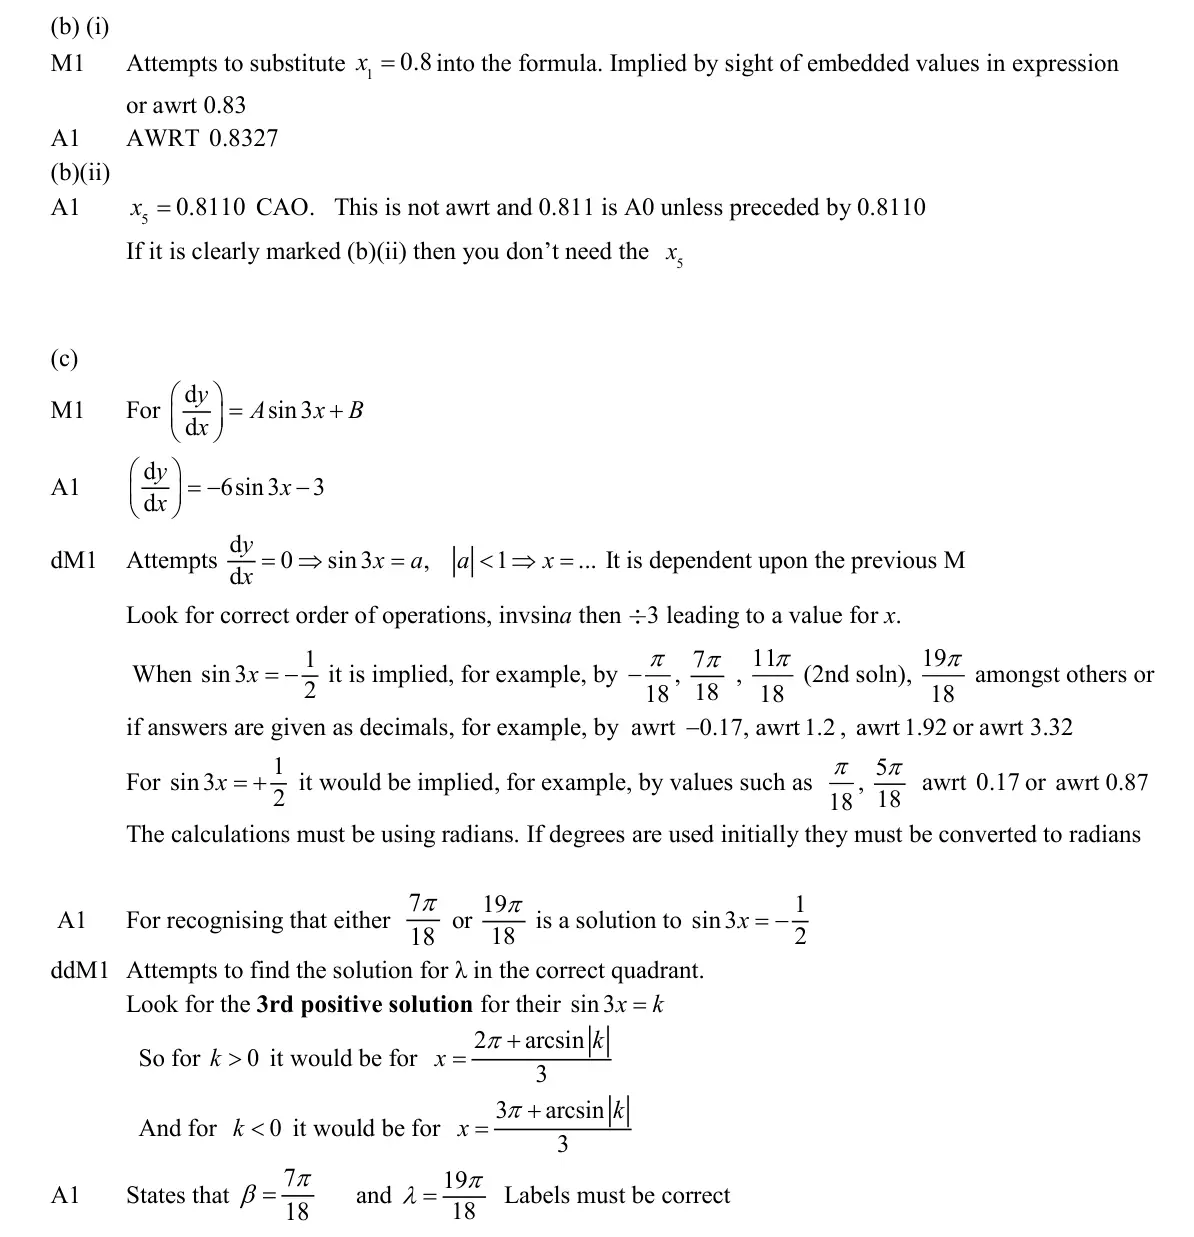 (b) (i)
M1 Attempts to substitute x₁ = 0.8 into the formula. Implied by sight of embedded values in expression
or awrt 0.83
A1 AWRT 0.8327
(b)(ii)
A1 x₅ = 0.8110 CAO. This is not awrt and 0.811 is A0 unless preceded by 0.8110
If it is clearly marked (b)(ii) then you don’t need the x₅
(c)
M1 For (dy/dx) = A sin 3x + B
A1 (dy/dx) = −6 sin 3x − 3
dM1 Attempts dy/dx = 0 ⇒ sin 3x = a, |a| < 1 ⇒ x = ... It is dependent upon the previous M
Look for correct order of operations, invsina then ÷3 leading to a value for x.
When sin 3x = −1/2 it is implied, for example, by −π/18, 7π/18 , 11π/18 (2nd soln), 19π/18 amongst others or
if answers are given as decimals, for example, by awrt −0.17, awrt 1.2 , awrt 1.92 or awrt 3.32
For sin 3x = +1/2 it would be implied, for example, by values such as π/18, 5π/18 awrt 0.17 or awrt 0.87
The calculations must be using radians. If degrees are used initially they must be converted to radians
A1 For recognising that either 7π/18 or 19π/18 is a solution to sin 3x = −1/2
ddM1 Attempts to find the solution for λ in the correct quadrant.
Look for the 3rd positive solution for their sin 3x = k
So for k > 0 it would be for x = (2π + arcsin|k|)/3
And for k < 0 it would be for x = (3π + arcsin|k|)/3
A1 States that β = 7π/18 and λ = 19π/18 Labels must be correct